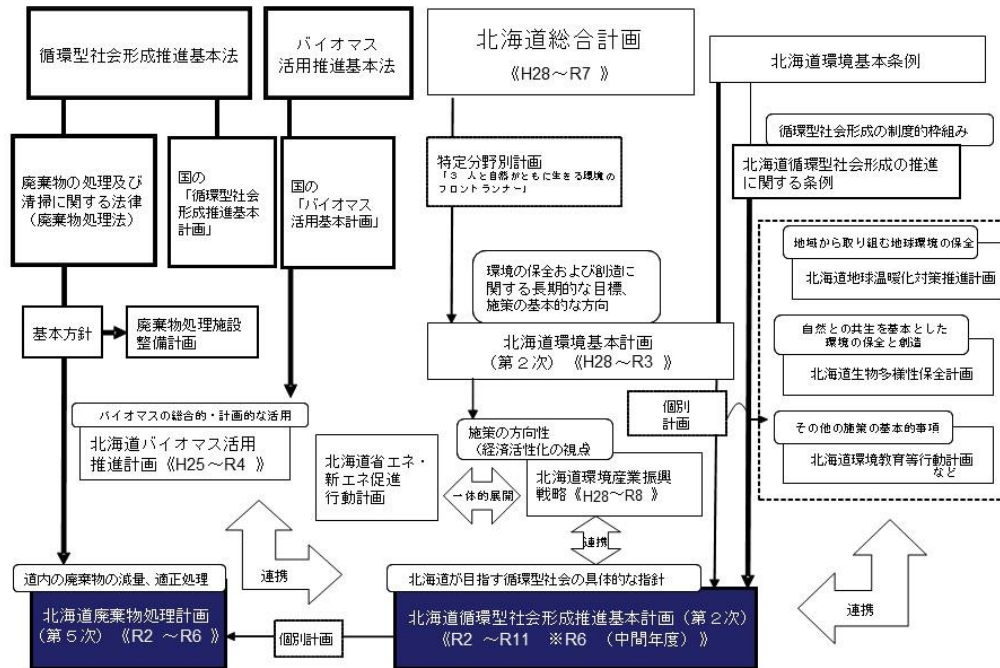 循環型社会形成推進基本法
バイオマス
活用推進基本法
北海道総合計画
《H28～R7 》
北海道環境基本条例
循環型社会形成の制度的枠組み
廃棄物の処理及び
清掃に関する法律
(廃棄物処理法)
国の
「循環型社会
形成推進基本
計画」
国の
「バイオマス
活用基本計画」
特定分野別計画
「3 人と自然がともに生きる環境の
フロントランナー」
北海道循環型社会形成の推進
に関する条例
地域から取り組む地球環境の保全
北海道地球温暖化対策推進計画
環境の保全および創造に
関する長期的な目標、
施策の基本的な方向
基本方針
廃棄物処理施設
整備計画
北海道環境基本計画
(第2次) 《H28～R3 》
自然との共生を基本とした
環境の保全と創造
北海道生物多様性保全計画
個別
計画
バイオマスの総合的・計画的な活用
北海道バイオマス活用
推進計画《H25～R4 》
施策の方向性
(経済活性化の視点
その他の施策の基本的事項
北海道環境教育等行動計画
など
北海道省エネ・
新エネ促進
行動計画
一体的展開
北海道環境産業振興
戦略《H28～R8 》
連携
連携
連携
道内の廃棄物の減量、適正処理
北海道が目指す循環型社会の具体的な指針
北海道廃棄物処理計画
(第5次) 《R2 ～R6 》
個別計画
北海道循環型社会形成推進基本計画(第2次)
《R2 ～R11 ※R6 (中間年度) 》